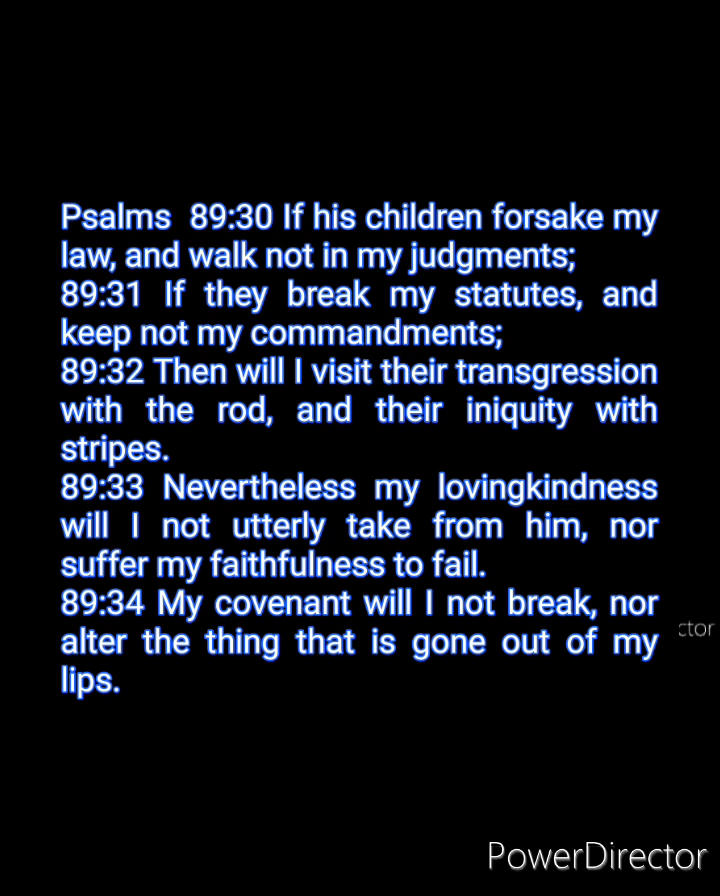 Psalms  89:30 If his children forsake my
law, and walk not in my judgments;
89:31 If they break my statutes, and
keep not my commandments;
89:32 Then will I visit their transgression
with the rod, and their iniquity with
stripes.
89:33 Nevertheless my lovingkindness
will I not utterly take from him, nor
suffer my faithfulness to fail.
89:34 My covenant will I not break, nor
alter the thing that is gone out of my
lips.
ctor
PowerDirector